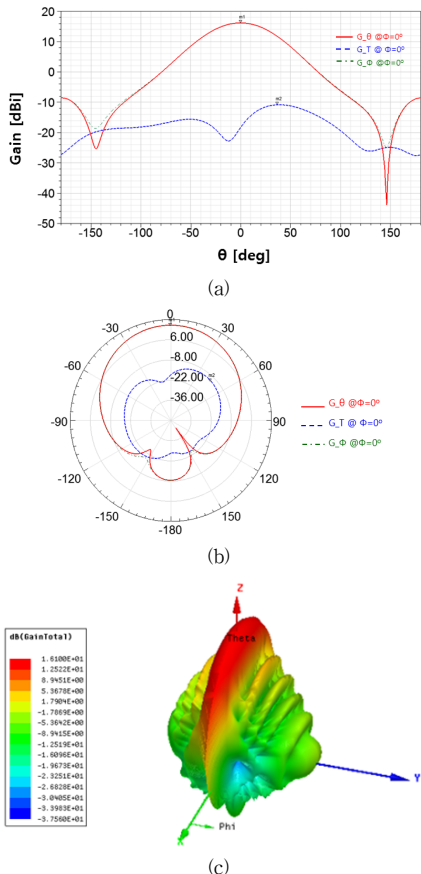 20
10
0
-10
-20
-30
-40
-50
Gain [dBi]
m1
m2
G_θ @Φ=0º
G_T @ Φ=0º
G_Φ @Φ=0º
-150 -100 -50 0 50 100 150
θ [deg]
(a)
0
-30 30
-60 60
-90 90
-120 120
-150 150
-180
6.00
-8.00
-22.00
-36.00
m2
G_θ @Φ=0º
G_T @ Φ=0º
G_Φ @Φ=0º
(b)
dB(GainTotal)
1.6100E+01
1.2522E+01
8.9451E+00
5.3678E+00
1.7904E+00
-1.7869E+00
-5.3642E+00
-8.9415E+00
-1.2519E+01
-1.6096E+01
-1.9673E+01
-2.3251E+01
-2.6828E+01
-3.0405E+01
-3.3983E+01
-3.7560E+01
Z
Theta
Y
Phi
X
(c)